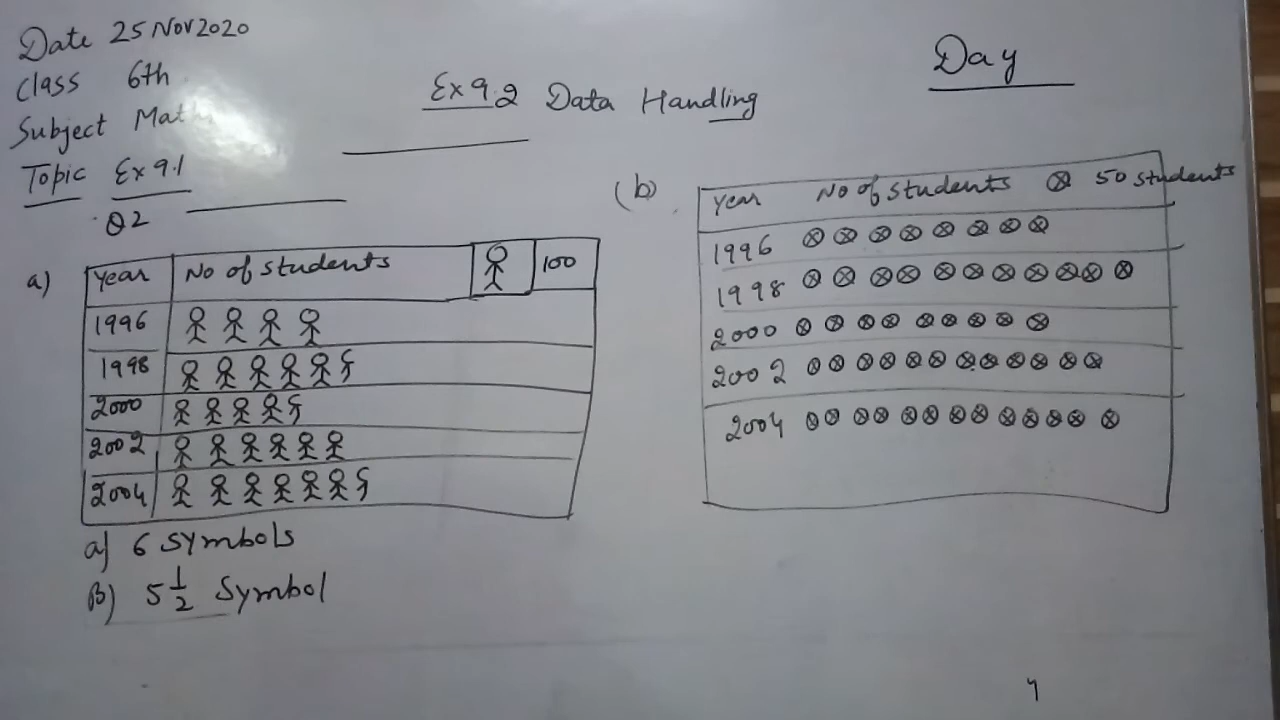 Date 25 Nov 2020
Class 6th
Subject Math
Topic Ex 9.1
Q2
Ex 9.2 Data Handling
Day
a)
Year No of students 100
1996
1998
2000
2002
2004
a) 6 symbols
B) 5 1/2 Symbol
(b)
Year No of students ⊗ 50 students
1996 ⊗ ⊗ ⊗ ⊗ ⊗ ⊗ ⊗ ⊗
1998 ⊗ ⊗ ⊗ ⊗ ⊗ ⊗ ⊗ ⊗ ⊗ ⊗ ⊗
2000 ⊗ ⊗ ⊗ ⊗ ⊗ ⊗ ⊗ ⊗ ⊗
2002 ⊗ ⊗ ⊗ ⊗ ⊗ ⊗ ⊗ ⊗ ⊗ ⊗ ⊗ ⊗
2004 ⊗ ⊗ ⊗ ⊗ ⊗ ⊗ ⊗ ⊗ ⊗ ⊗ ⊗ ⊗ ⊗